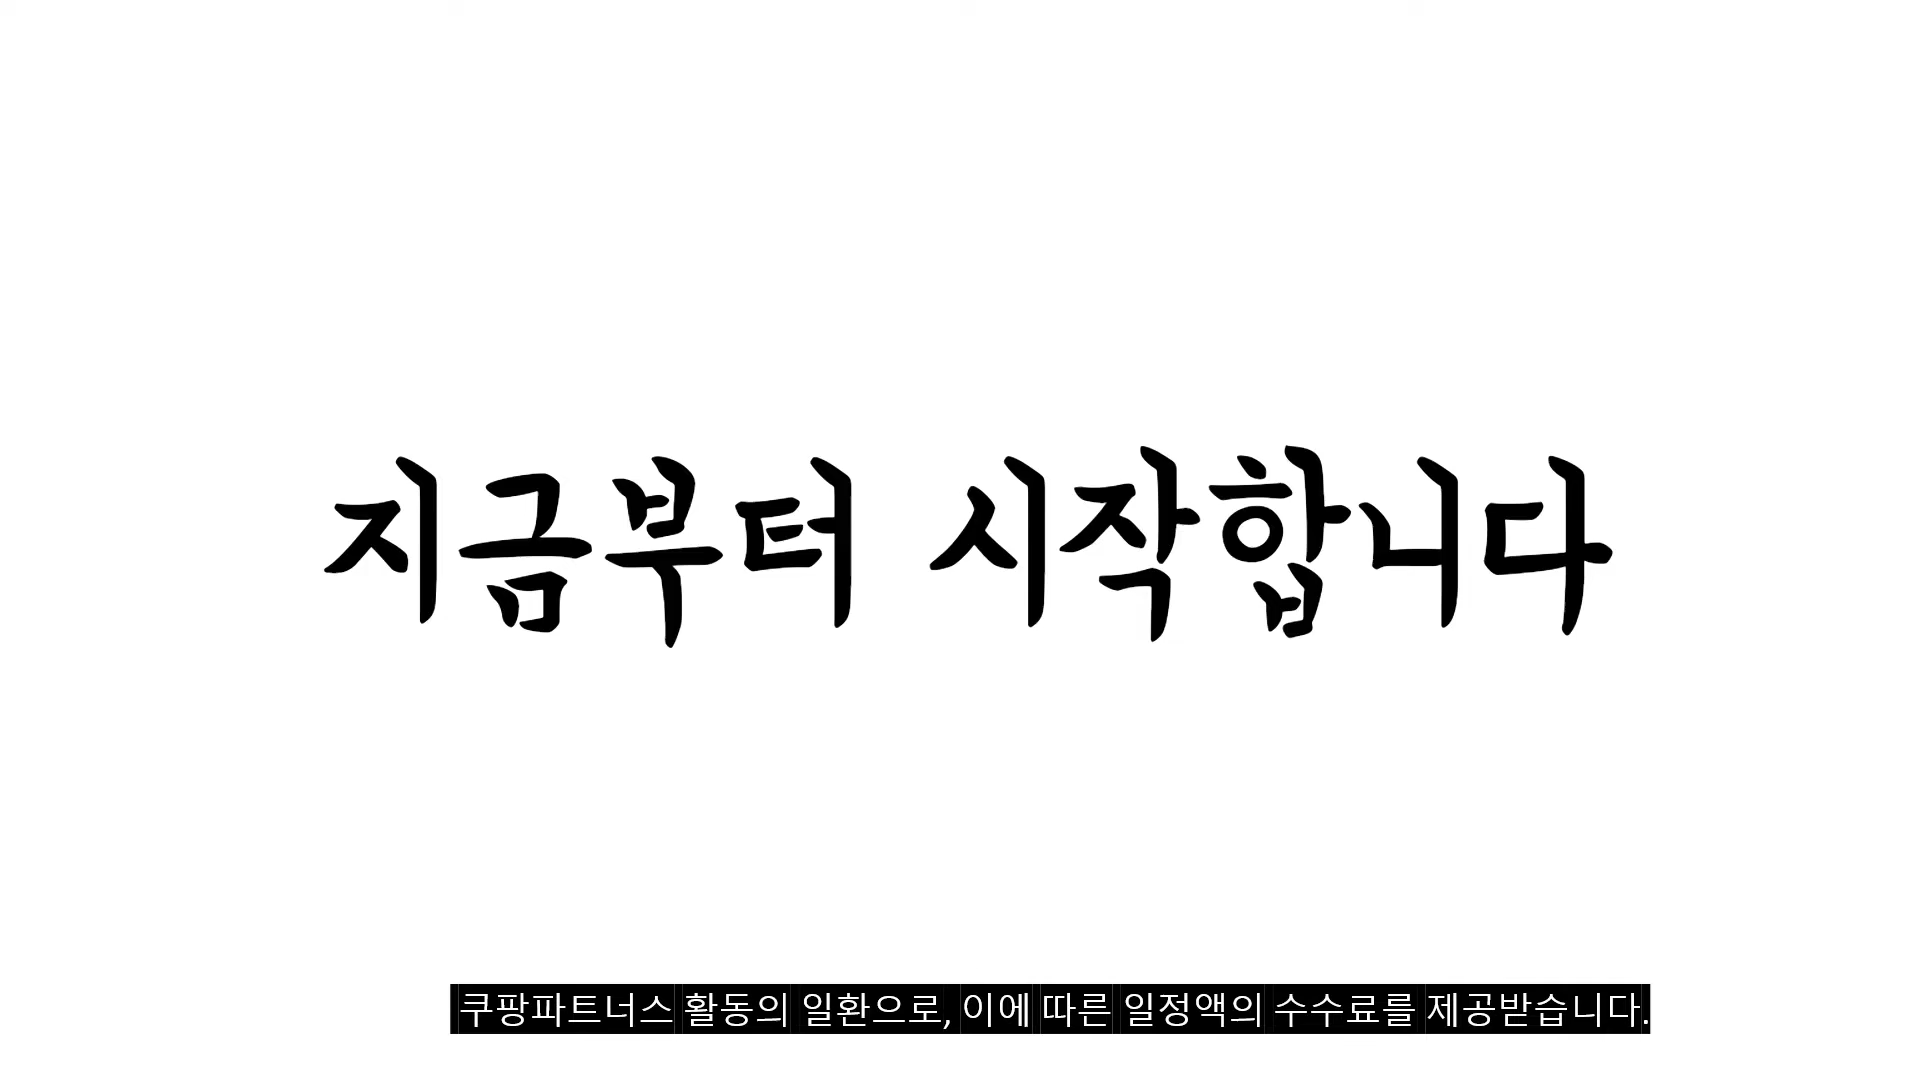 지금부터 시작합니다
쿠팡파트너스 활동의 일환으로, 이에 따른 일정액의 수수료를 제공받습니다.